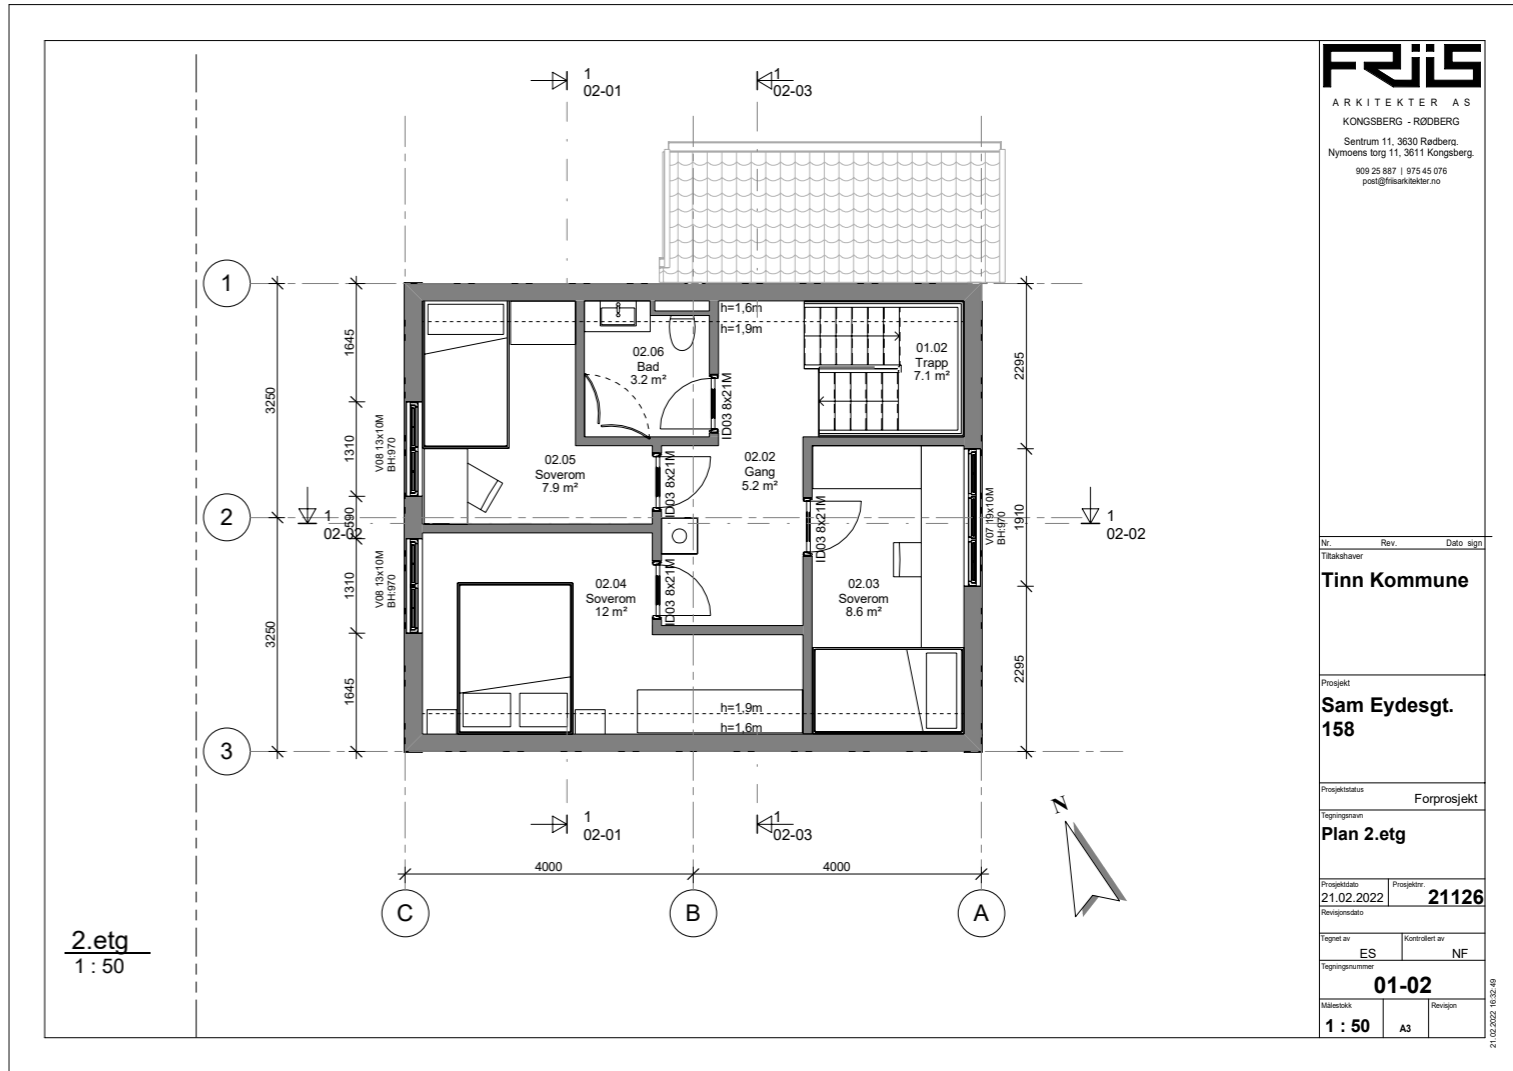 FRIIS
ARKITEKTER AS
KONGSBERG - RØDBERG
Sentrum 11, 3630 Rødberg.
Nymoens torg 11, 3611 Kongsberg.
909 25 887 | 975 45 076
post@friisarkitekter.no
1
02-01
1
02-03
1
2
3
3250
3250
1645
1310
590
1310
1645
V08 13x10M
BH:970
V08 13x10M
BH:970
1
02-02
h=1,6m
h=1,9m
02.06
Bad
3.2 m²
01.02
Trapp
7.1 m²
ID03 8x21M
02.05
Soverom
7.9 m²
ID03 8x21M
02.02
Gang
5.2 m²
ID03 8x21M
02.04
Soverom
12 m²
ID03 8x21M
02.03
Soverom
8.6 m²
h=1,9m
h=1,6m
V07 19x10M
BH:970
2295
1910
2295
1
02-02
1
02-01
1
02-03
N
4000
4000
C
B
A
2.etg
1 : 50
Nr. Rev. Dato sign
Tiltakshaver
Tinn Kommune
Prosjekt
Sam Eydesgt.
158
Prosjektstatus
Forprosjekt
Tegningsnavn
Plan 2.etg
Prosjektdato Prosjektnr.
21.02.2022 21126
Revisjonsdato
Tegnet av Kontrollert av
ES NF
Tegningsnummer
01-02
Målestokk Revisjon
1 : 50 A3
21.02.2022 16:32:49